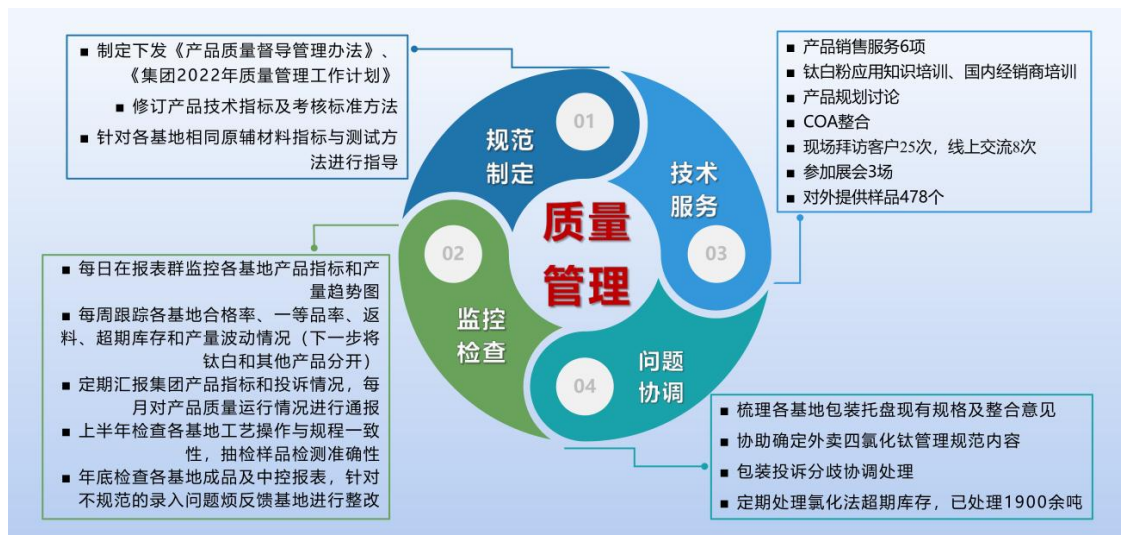 ■ 制定下发《产品质量督导管理办法》、
《集团2022年质量管理工作计划》
■ 修订产品技术指标及考核标准方法
■ 针对各基地相同原辅材料指标与测试方
法进行指导
■ 产品销售服务6项
■ 钛白粉应用知识培训、国内经销商培训
■ 产品规划讨论
■ COA整合
■ 现场拜访客户25次，线上交流8次
■ 参加展会3场
■ 对外提供样品478个
01
规范
制定
技术
服务
03
质量
管理
02
监控
检查
问题
协调
04
■ 每日在报表群监控各基地产品指标和产
量趋势图
■ 每周跟踪各基地合格率、一等品率、返
料、超期库存和产量波动情况（下一步将
钛白和其他产品分开）
■ 定期汇报集团产品指标和投诉情况，每
月对产品质量运行情况进行通报
■ 上半年检查各基地工艺操作与规程一致
性，抽检样品检测准确性
■ 年底检查各基地成品及中控报表，针对
不规范的录入问题烦反馈基地进行整改
■ 梳理各基地包装托盘现有规格及整合意见
■ 协助确定外卖四氯化钛管理规范内容
■ 包装投诉分歧协调处理
■ 定期处理氯化法超期库存，已处理1900余吨